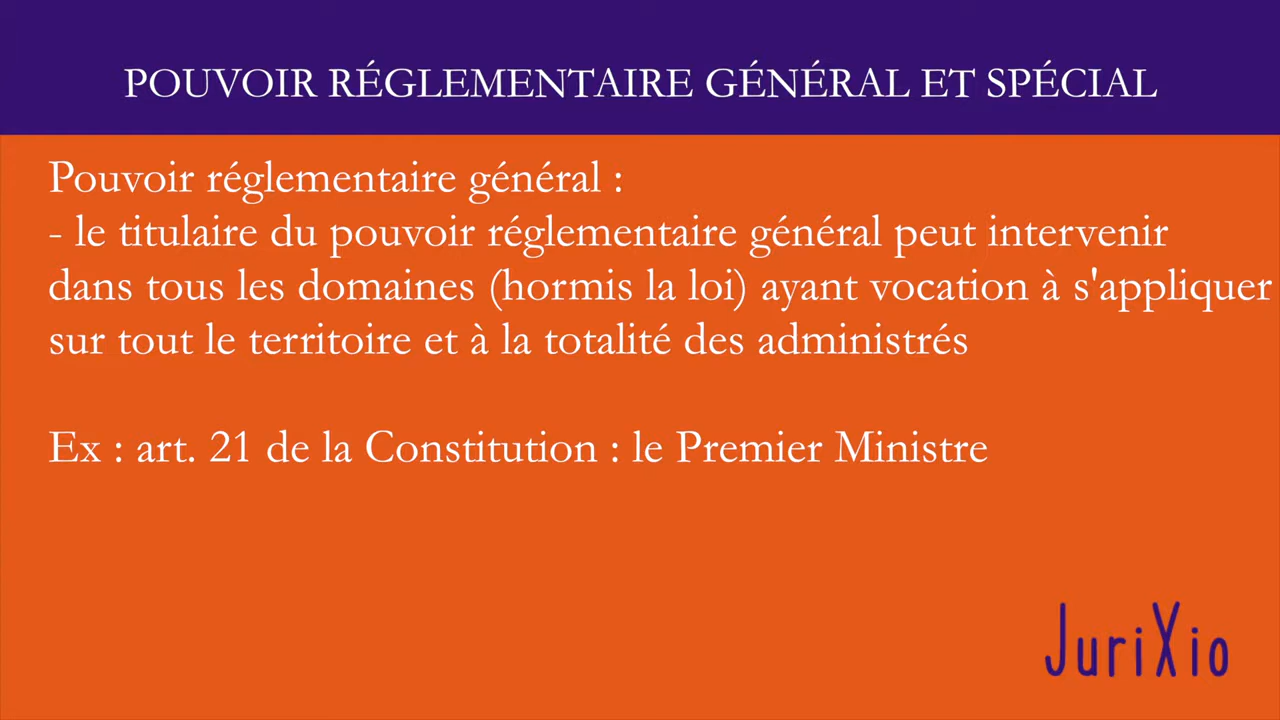 POUVOIR RÉGLEMENTAIRE GÉNÉRAL ET SPÉCIAL
Pouvoir réglementaire général :
- le titulaire du pouvoir réglementaire général peut intervenir
dans tous les domaines (hormis la loi) ayant vocation à s'appliquer
sur tout le territoire et à la totalité des administrés
Ex : art. 21 de la Constitution : le Premier Ministre
JuriXio